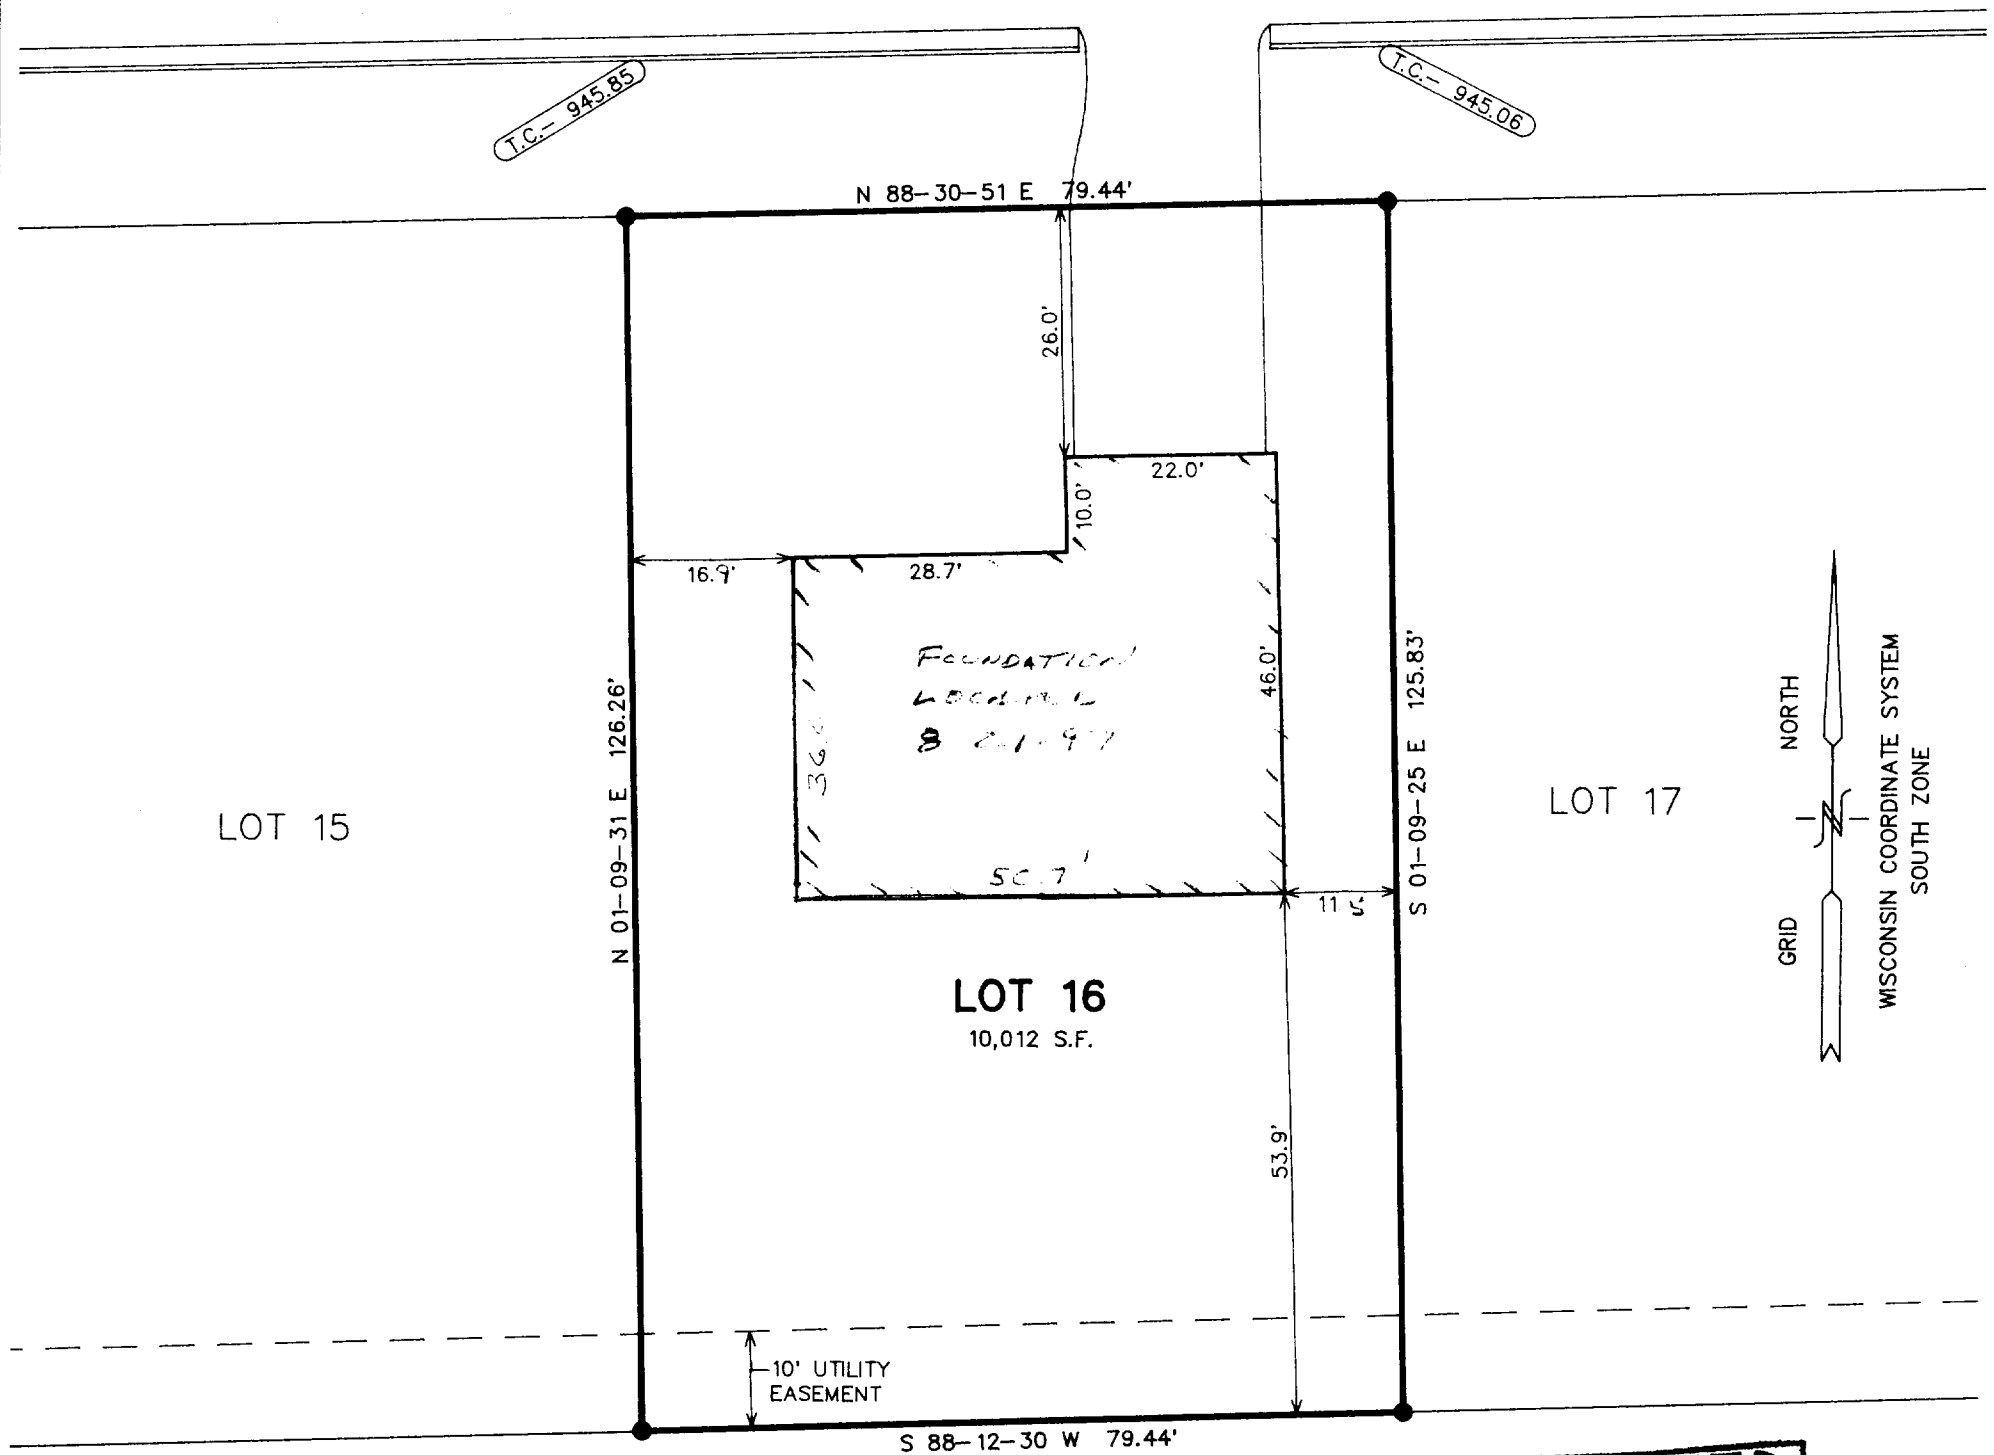 T.C.– 945.85
T.C.– 945.06
N 88–30–51 E 79.44'
26.0'
22.0'
10.0'
16.9'
28.7'
FOUNDATION
46.0'
N 01–09–31 E 126.26'
S 01–09–25 E 125.83'
LOT 15
LOT 17
NORTH
GRID
WISCONSIN COORDINATE SYSTEM
SOUTH ZONE
LOT 16
10,012 S.F.
53.9'
10' UTILITY
EASEMENT
S 88–12–30 W 79.44'